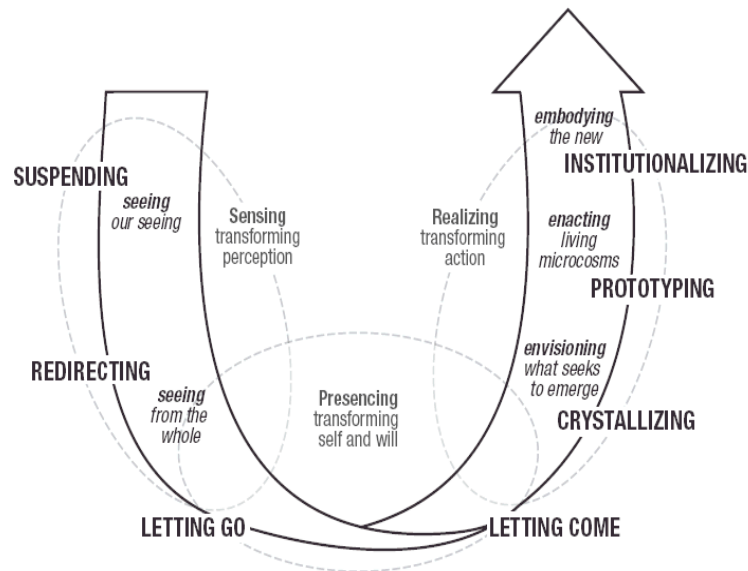 SUSPENDING
seeing
our seeing
Sensing
transforming
perception
REDIRECTING
seeing
from the
whole
LETTING GO
Presencing
transforming
self and will
LETTING COME
CRYSTALLIZING
envisioning
what seeks
to emerge
PROTOTYPING
enacting
living
microcosms
Realizing
transforming
action
INSTITUTIONALIZING
embodying
the new